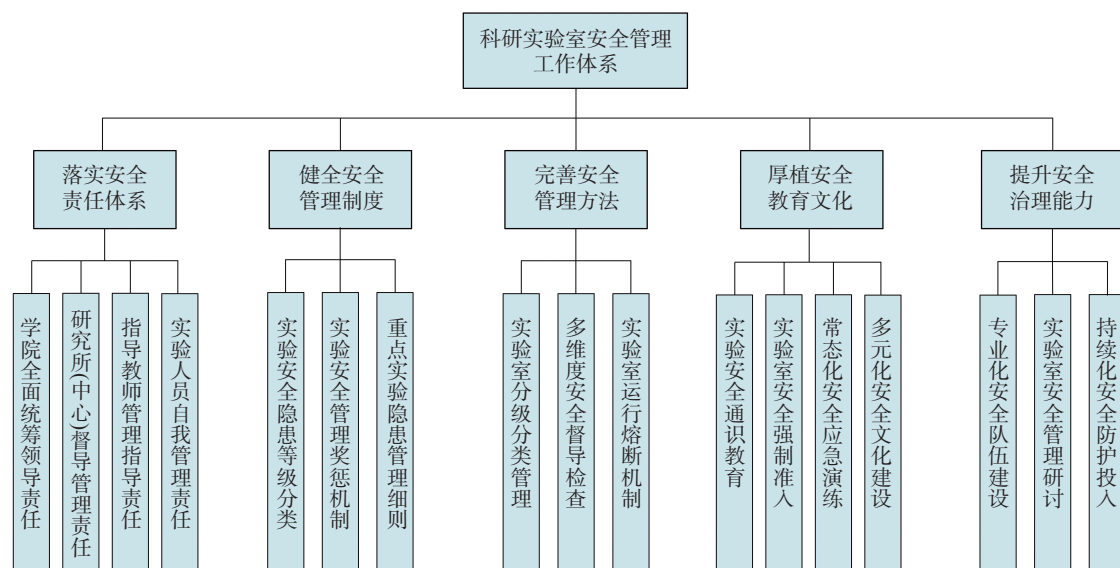 科研实验室安全管理
工作体系
落实安全
责任体系
健全安全
管理制度
完善安全
管理方法
厚植安全
教育文化
提升安全
治理能力
学院全面统筹领导责任
研究所(中心)督导管理责任
指导教师管理指导责任
实验人员自我管理责任
实验安全隐患等级分类
实验安全管理奖惩机制
重点实验隐患管理细则
实验室分级分类管理
多维度安全督导检查
实验室运行熔断机制
实验安全通识教育
实验室安全强制准入
常态化安全应急演练
多元化安全文化建设
专业化安全队伍建设
实验室安全管理研讨
持续化安全防护投入